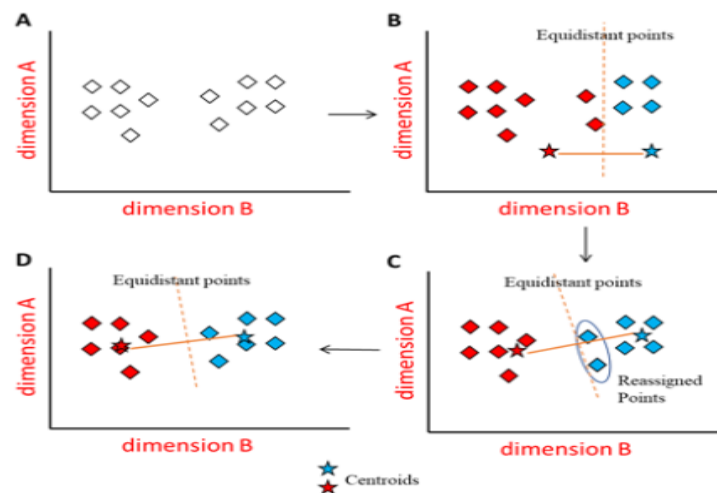 A
dimension A
dimension B
B
Equidistant points
dimension A
dimension B
D
Equidistant points
dimension A
dimension B
C
Equidistant points
dimension A
Reassigned
Points
dimension B
Centroids